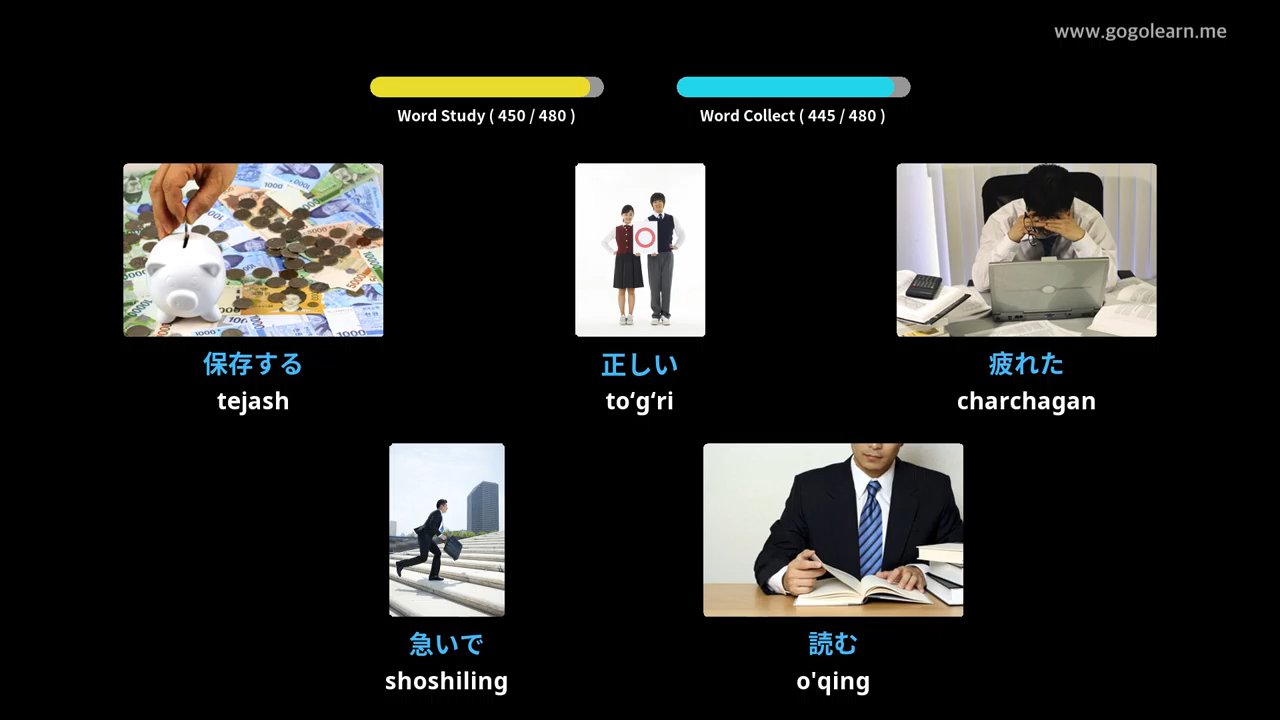 www.gogolearn.me
Word Study ( 450 / 480 )
Word Collect ( 445 / 480 )
保存する
tejash
正しい
to‘g‘ri
疲れた
charchagan
急いで
shoshiling
読む
o'qing